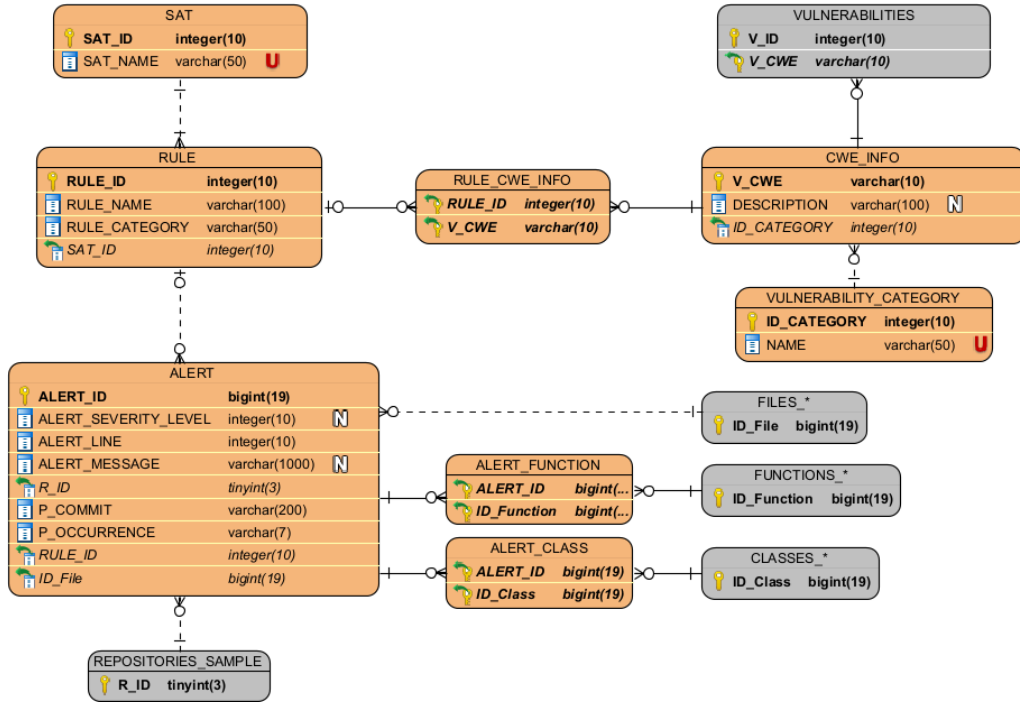 SAT
SAT_ID integer(10)
SAT_NAME varchar(50) U
VULNERABILITIES
V_ID integer(10)
V_CWE varchar(10)
RULE
RULE_ID integer(10)
RULE_NAME varchar(100)
RULE_CATEGORY varchar(50)
SAT_ID integer(10)
RULE_CWE_INFO
RULE_ID integer(10)
V_CWE varchar(10)
CWE_INFO
V_CWE varchar(10)
DESCRIPTION varchar(100) N
ID_CATEGORY integer(10)
VULNERABILITY_CATEGORY
ID_CATEGORY integer(10)
NAME varchar(50) U
ALERT
ALERT_ID bigint(19)
ALERT_SEVERITY_LEVEL integer(10) N
ALERT_LINE integer(10)
ALERT_MESSAGE varchar(1000) N
R_ID tinyint(3)
P_COMMIT varchar(200)
P_OCCURRENCE varchar(7)
RULE_ID integer(10)
ID_File bigint(19)
FILES_*
ID_File bigint(19)
ALERT_FUNCTION
ALERT_ID bigint(...
ID_Function bigint(...
FUNCTIONS_*
ID_Function bigint(19)
ALERT_CLASS
ALERT_ID bigint(19)
ID_Class bigint(19)
CLASSES_*
ID_Class bigint(19)
REPOSITORIES_SAMPLE
R_ID tinyint(3)